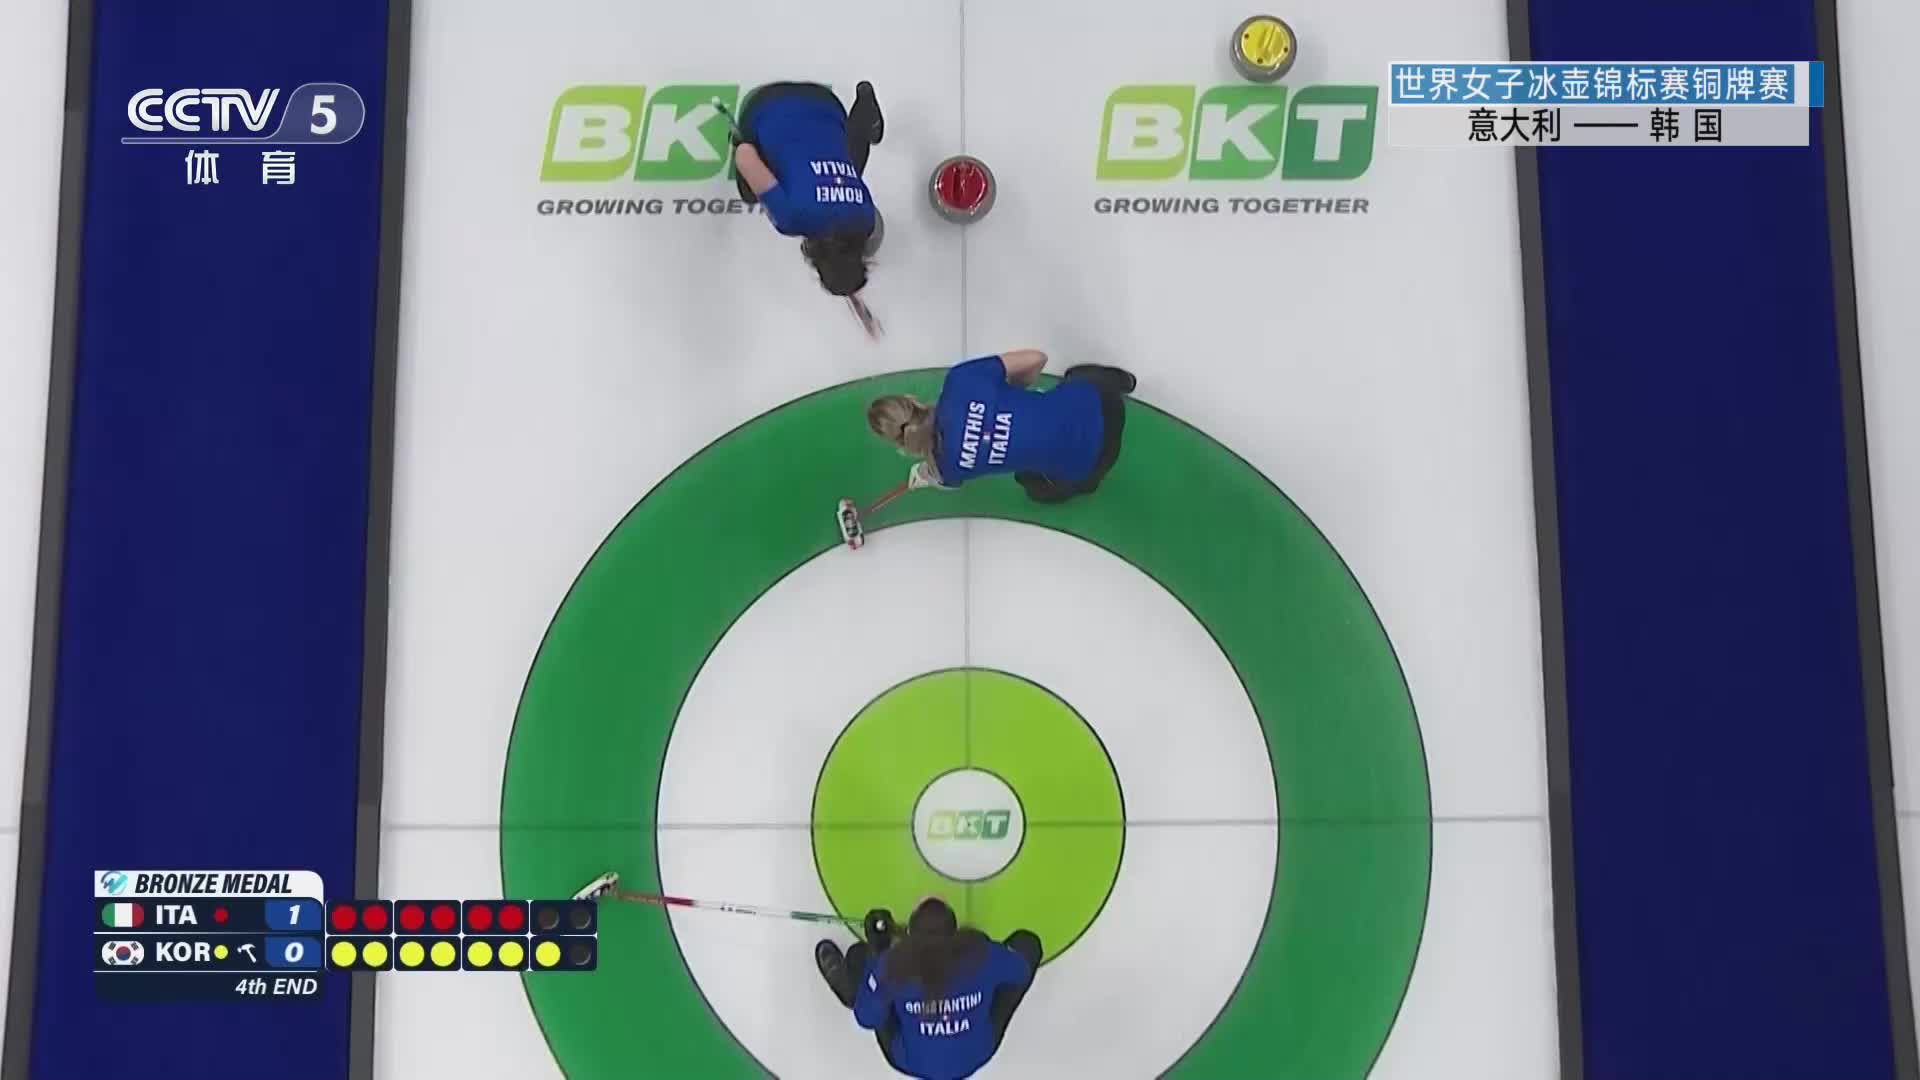 CCTV 5
体育
世界女子冰壶锦标赛铜牌赛
意大利 —— 韩国
BKT
GROWING TOGETHER
BKT
GROWING TOGETHER
ROMEI
ITALIA
MATHIS
ITALIA
BKT
CONSTANTINI
ITALIA
BRONZE MEDAL
ITA 1
KOR 0
4th END